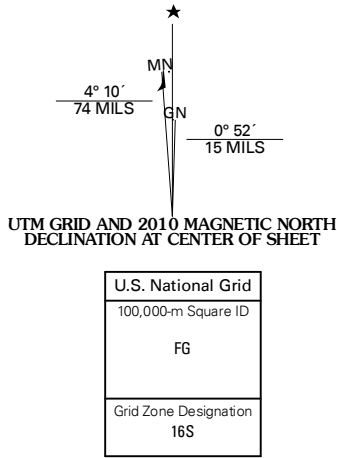 MN
4° 10´
74 MILS
GN
0° 52´
15 MILS
UTM GRID AND 2010 MAGNETIC NORTH
DECLINATION AT CENTER OF SHEET
U.S. National Grid
100,000-m Square ID
FG
Grid Zone Designation
16S